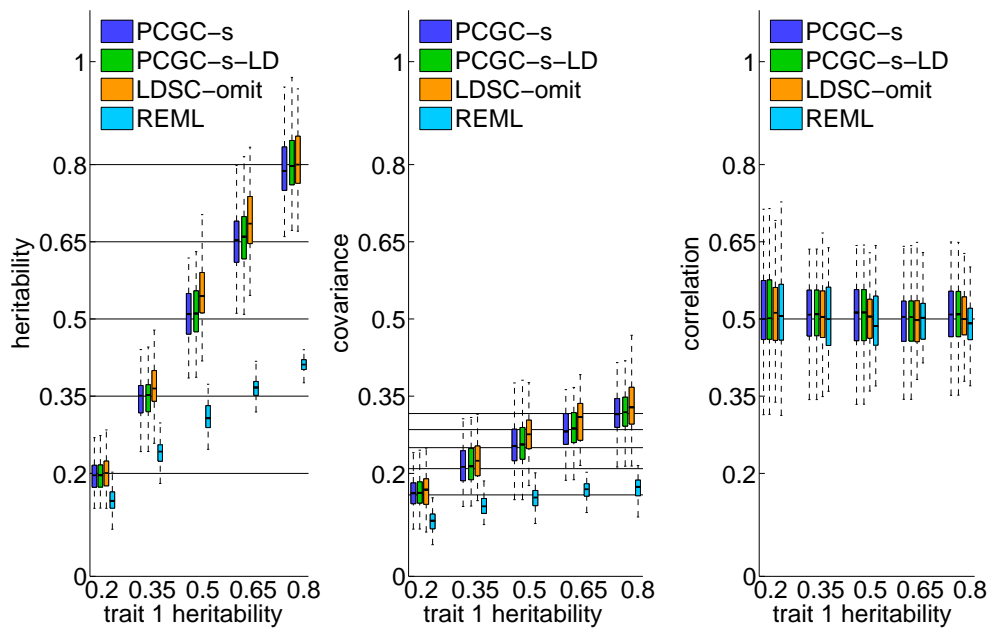 PCGC-s
PCGC-s-LD
LDSC-omit
REML
heritability
1
0.8
0.65
0.5
0.35
0.2
0
0.2 0.35 0.5 0.65 0.8
trait 1 heritability
PCGC-s
PCGC-s-LD
LDSC-omit
REML
covariance
1
0.8
0.65
0.5
0.35
0.2
0
0.2 0.35 0.5 0.65 0.8
trait 1 heritability
PCGC-s
PCGC-s-LD
LDSC-omit
REML
correlation
1
0.8
0.65
0.5
0.35
0.2
0
0.2 0.35 0.5 0.65 0.8
trait 1 heritability